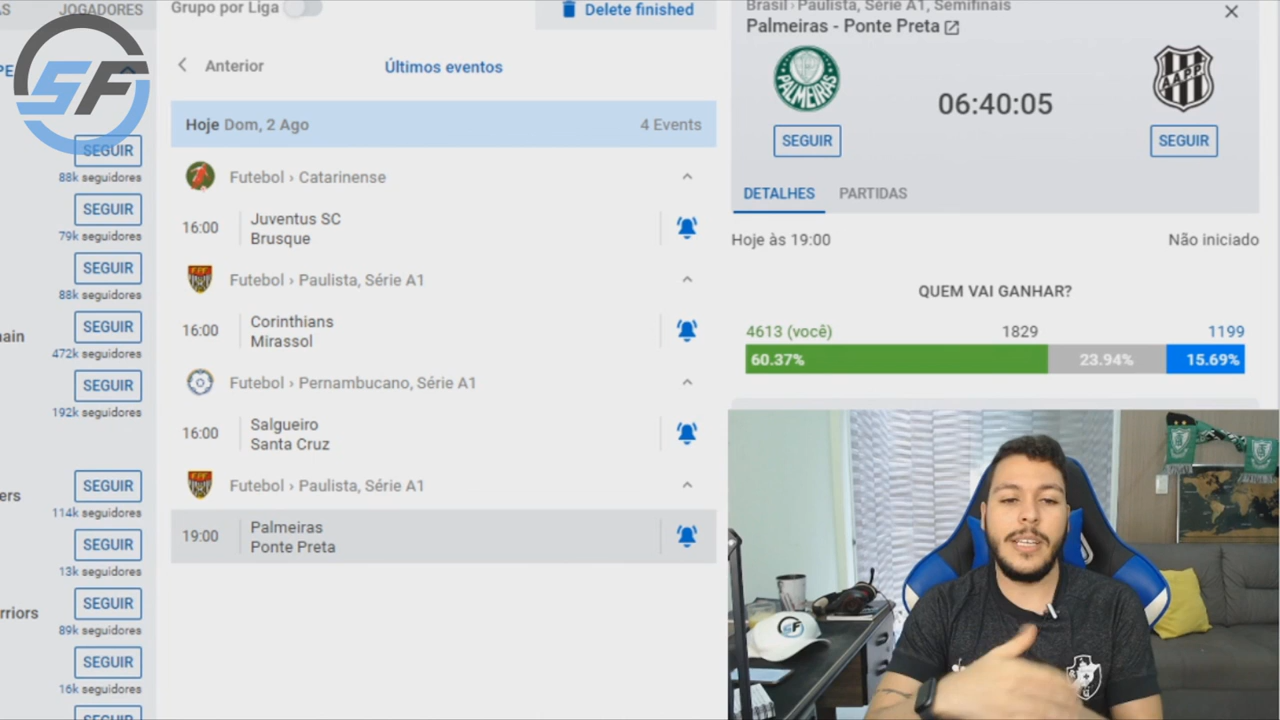 JOGADORES
SF
SEGUIR
88k seguidores
SEGUIR
79k seguidores
SEGUIR
88k seguidores
SEGUIR
472k seguidores
SEGUIR
192k seguidores
SEGUIR
114k seguidores
SEGUIR
13k seguidores
SEGUIR
89k seguidores
SEGUIR
16k seguidores
SEGUIR
ain
ers
rriors
Grupo por Liga
Delete finished
Anterior
Últimos eventos
Hoje Dom, 2 Ago
4 Events
Futebol › Catarinense
16:00
Juventus SC
Brusque
Futebol › Paulista, Série A1
16:00
Corinthians
Mirassol
Futebol › Pernambucano, Série A1
16:00
Salgueiro
Santa Cruz
Futebol › Paulista, Série A1
19:00
Palmeiras
Ponte Preta
Brasil › Paulista, Série A1, Semifinais
Palmeiras - Ponte Preta
PALMEIRAS
06:40:05
AAPP
SEGUIR
SEGUIR
DETALHES
PARTIDAS
Hoje às 19:00
Não iniciado
QUEM VAI GANHAR?
4613 (você)
1829
1199
60.37%
23.94%
15.69%
SF